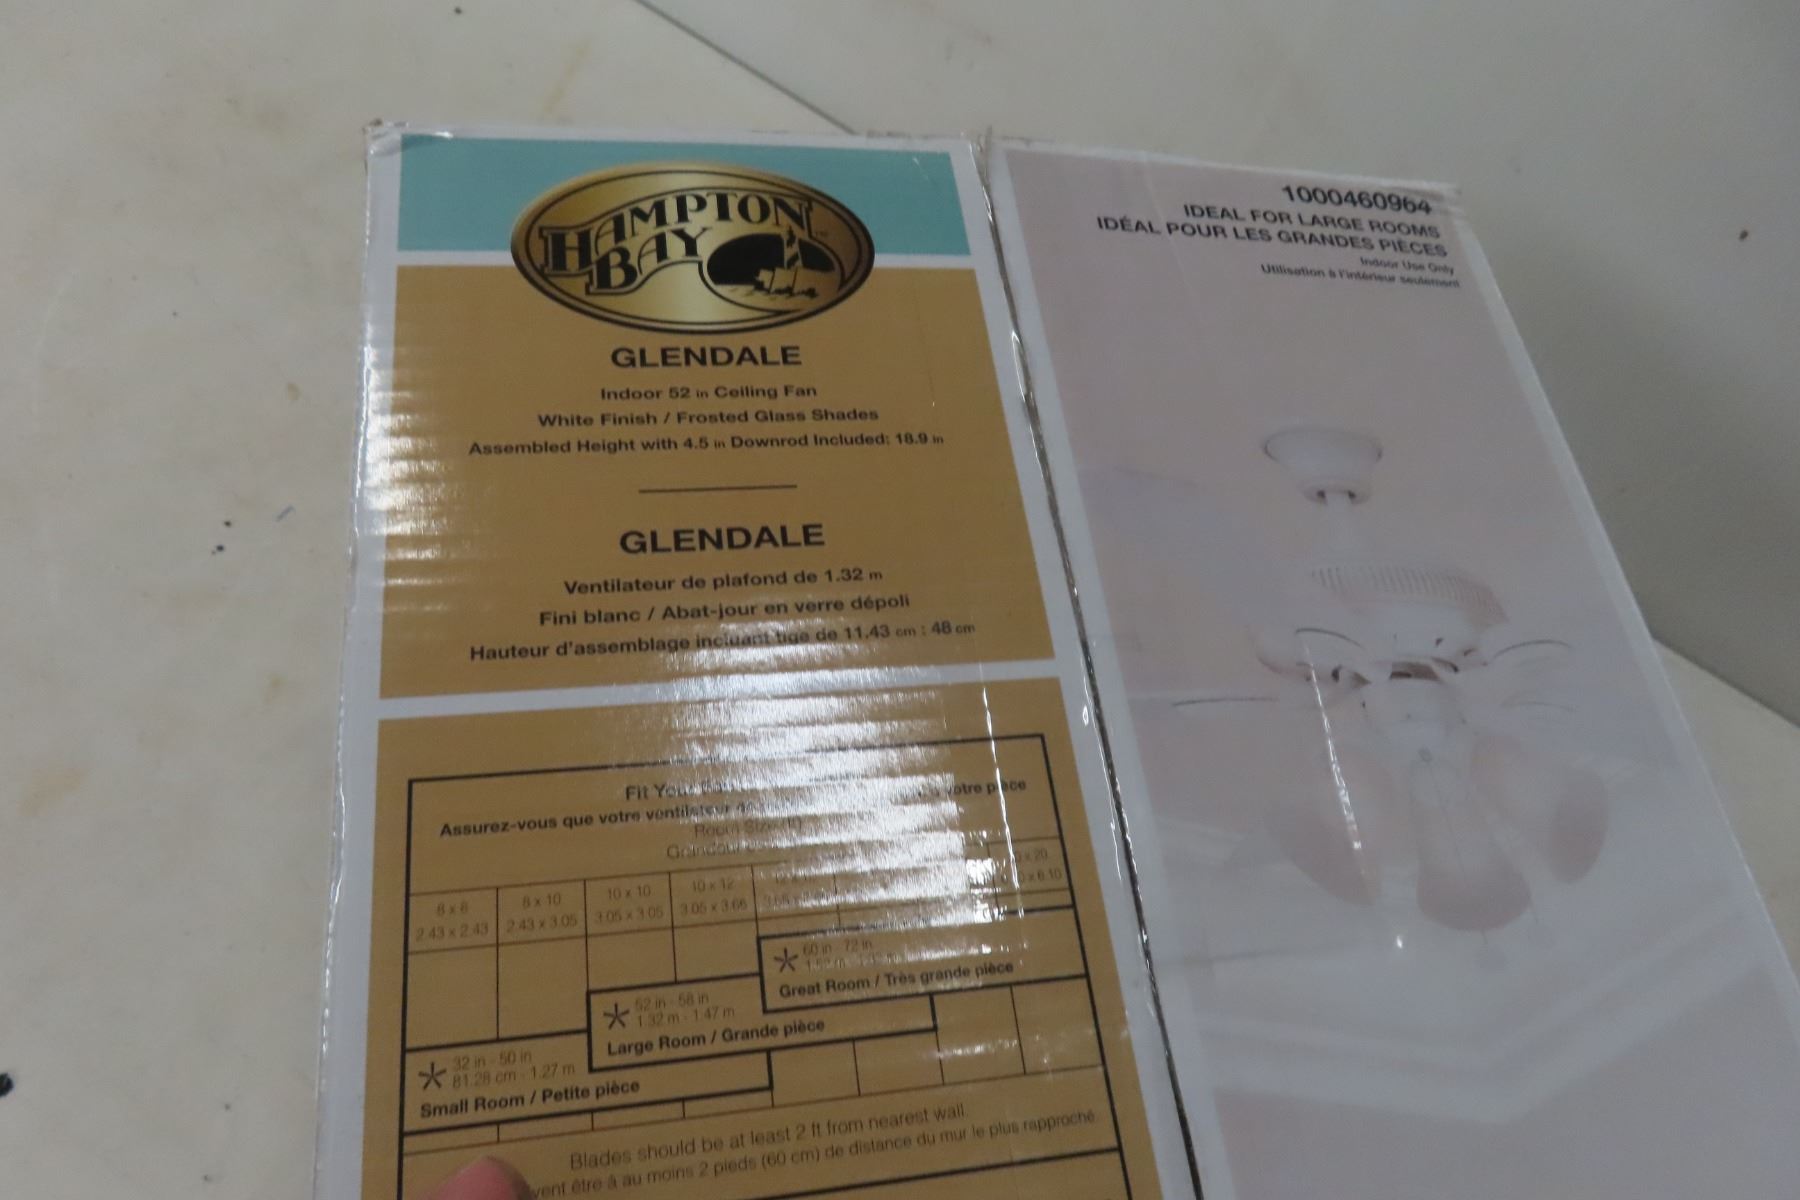 HAMPTON
BAY
GLENDALE
Indoor 52 in Ceiling Fan
White Finish / Frosted Glass Shades
Assembled Height with 4.5 in Downrod Included: 18.9 in
GLENDALE
Ventilateur de plafond de 1.32 m
Fini blanc / Abat-jour en verre dépoli
Hauteur d'assemblage incluant tige de 11.43 cm : 48 cm
Fit Your
Assurez-vous que votre ventilateur votre pièce
Room Size
8 x 8 8 x 10 10 x 10 10 x 12
2.43 x 2.43 2.43 x 3.05 3.05 x 3.05 3.05 x 3.66
60 in - 72 in
Great Room / Très grande pièce
52 in - 58 in
1.32 m - 1.47 m
Large Room / Grande pièce
32 in - 50 in
81.28 cm - 1.27 m
Small Room / Petite pièce
Blades should be at least 2 ft from nearest wall.
être à au moins 2 pieds (60 cm) de distance du mur le plus rapproché.
1000460964
IDEAL FOR LARGE ROOMS
IDÉAL POUR LES GRANDES PIÈCES
Indoor Use Only
Utilisation à l'intérieur seulement